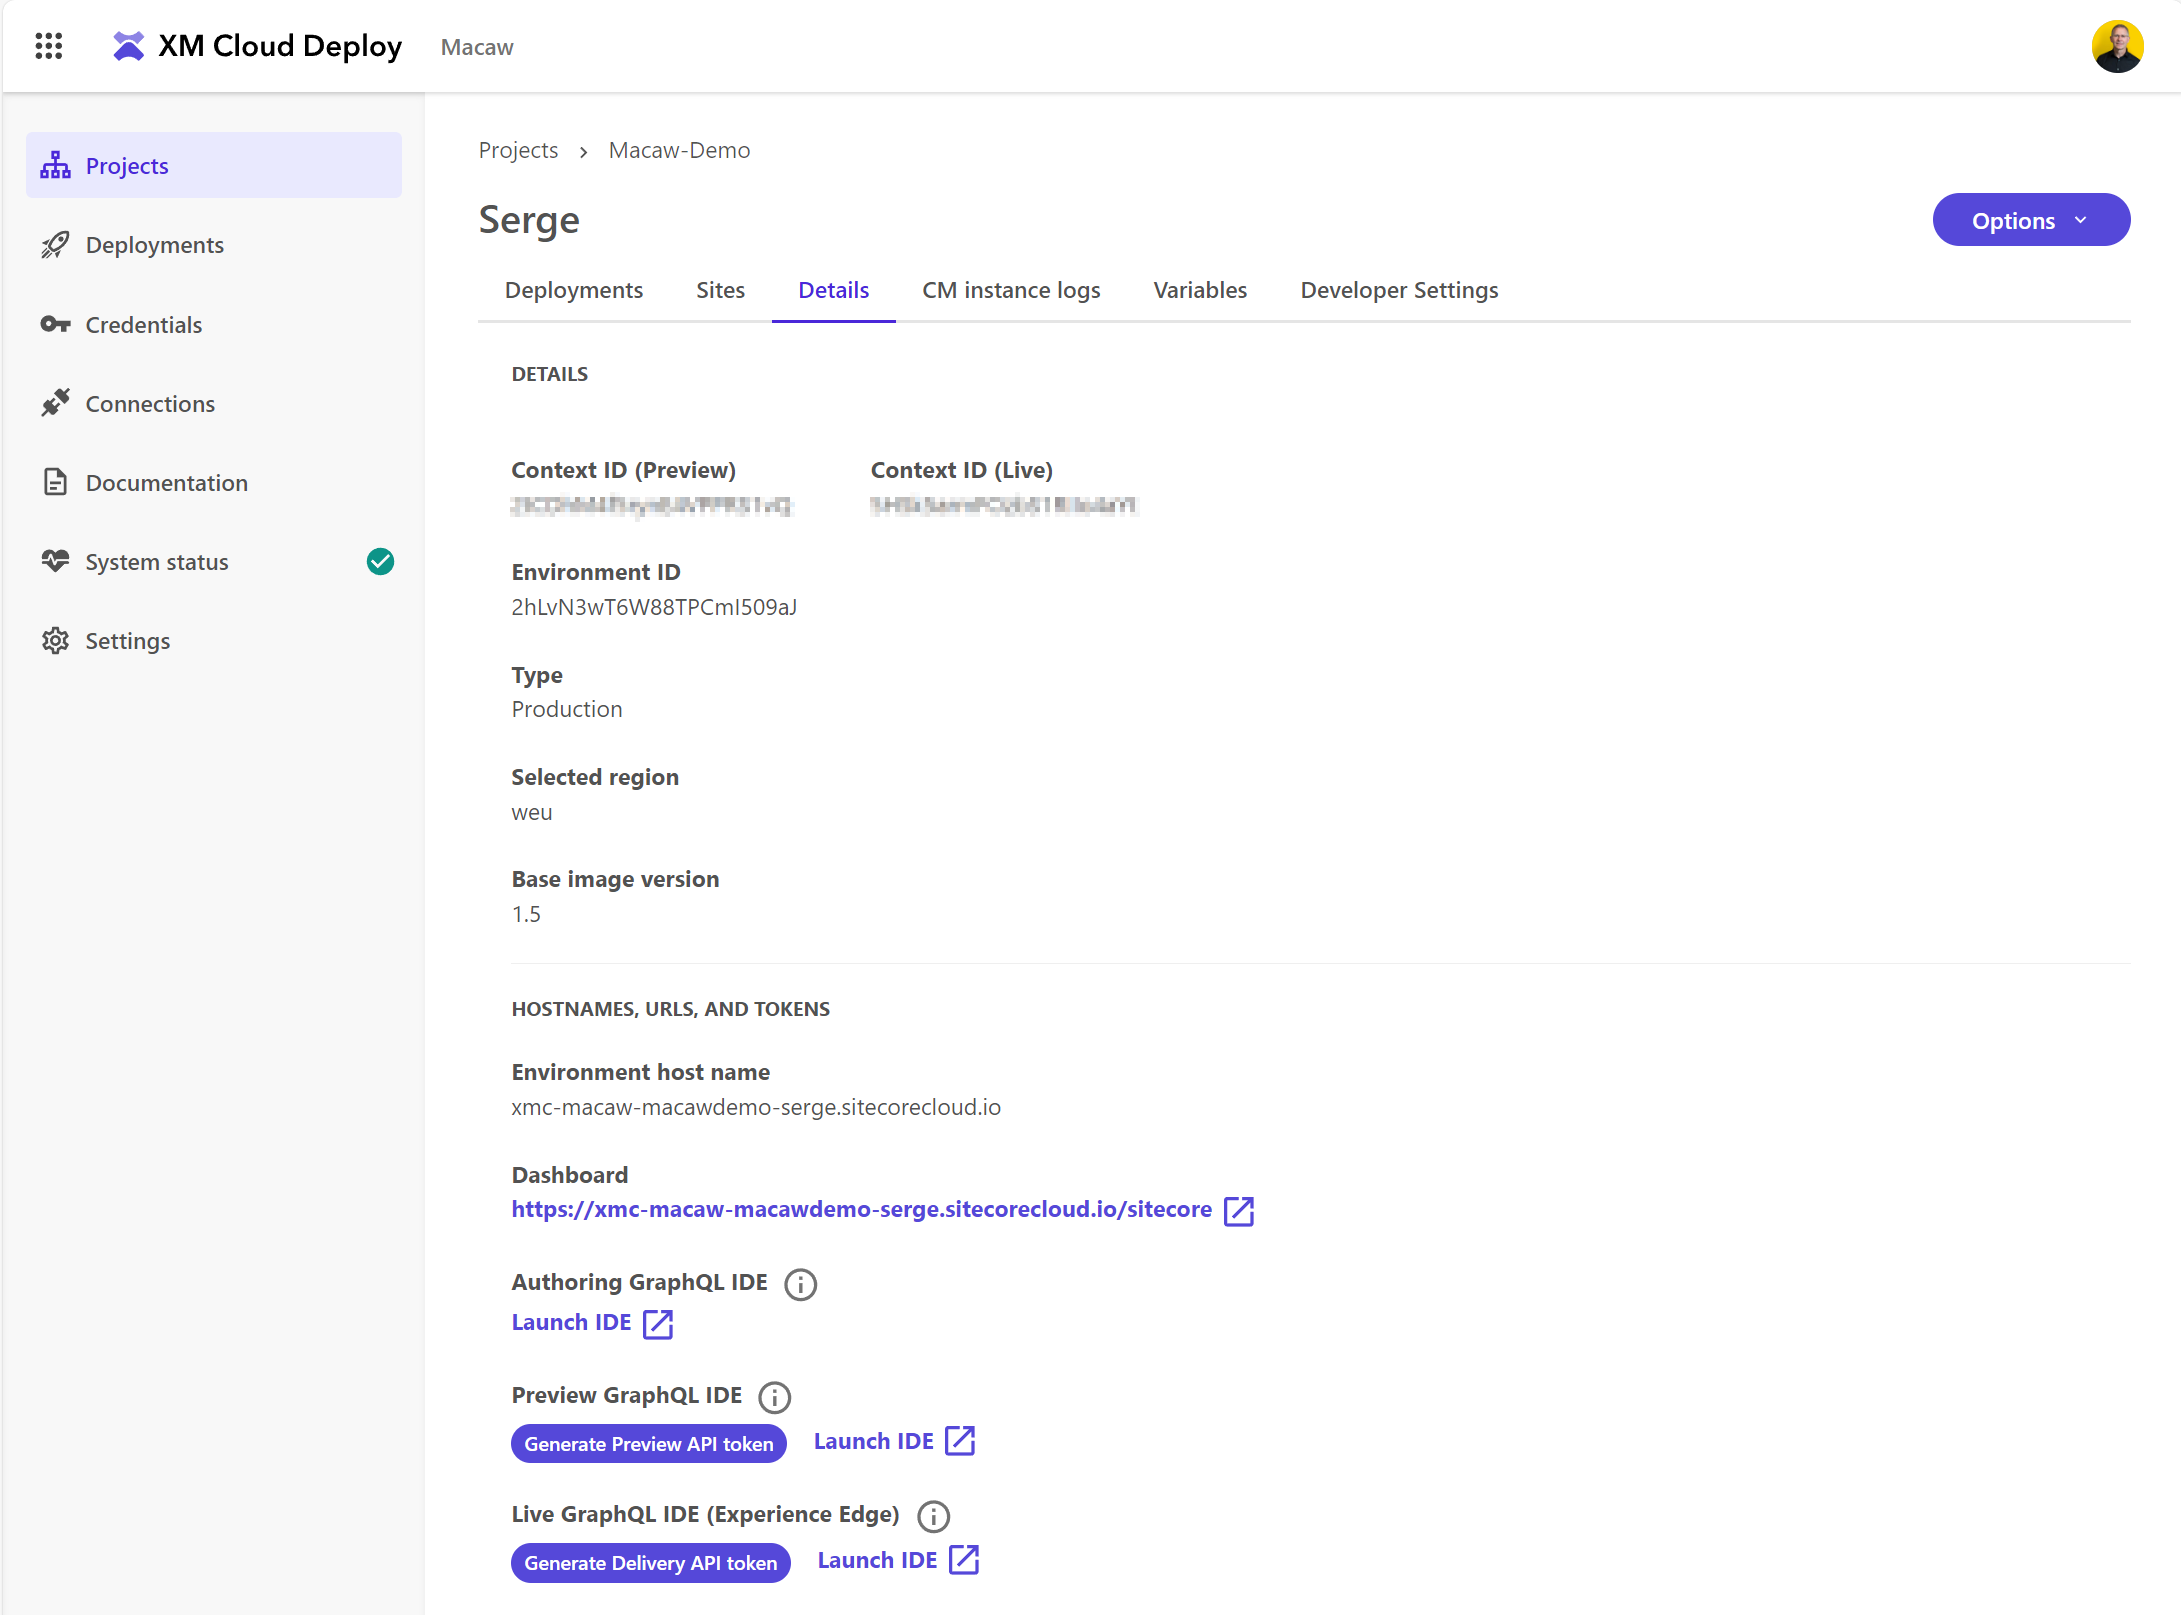 XM Cloud Deploy
Macaw
Projects
Deployments
Credentials
Connections
Documentation
System status
Settings
Projects > Macaw-Demo
Serge
Options
Deployments Sites Details CM instance logs Variables Developer Settings
DETAILS
Context ID (Preview) Context ID (Live)
Environment ID
2hLvN3wT6W88TPCmI509aJ
Type
Production
Selected region
weu
Base image version
1.5
HOSTNAMES, URLS, AND TOKENS
Environment host name
xmc-macaw-macawdemo-serge.sitecorecloud.io
Dashboard
https://xmc-macaw-macawdemo-serge.sitecorecloud.io/sitecore
Authoring GraphQL IDE
Launch IDE
Preview GraphQL IDE
Generate Preview API token Launch IDE
Live GraphQL IDE (Experience Edge)
Generate Delivery API token Launch IDE